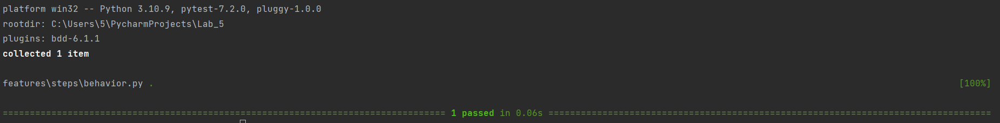 platform win32 -- Python 3.10.9, pytest-7.2.0, pluggy-1.0.0
rootdir: C:\Users\5\PycharmProjects\Lab_5
plugins: bdd-6.1.1
collected 1 item
features\steps\behavior.py . [100%]
================================================================================== 1 passed in 0.06s ==================================================================================